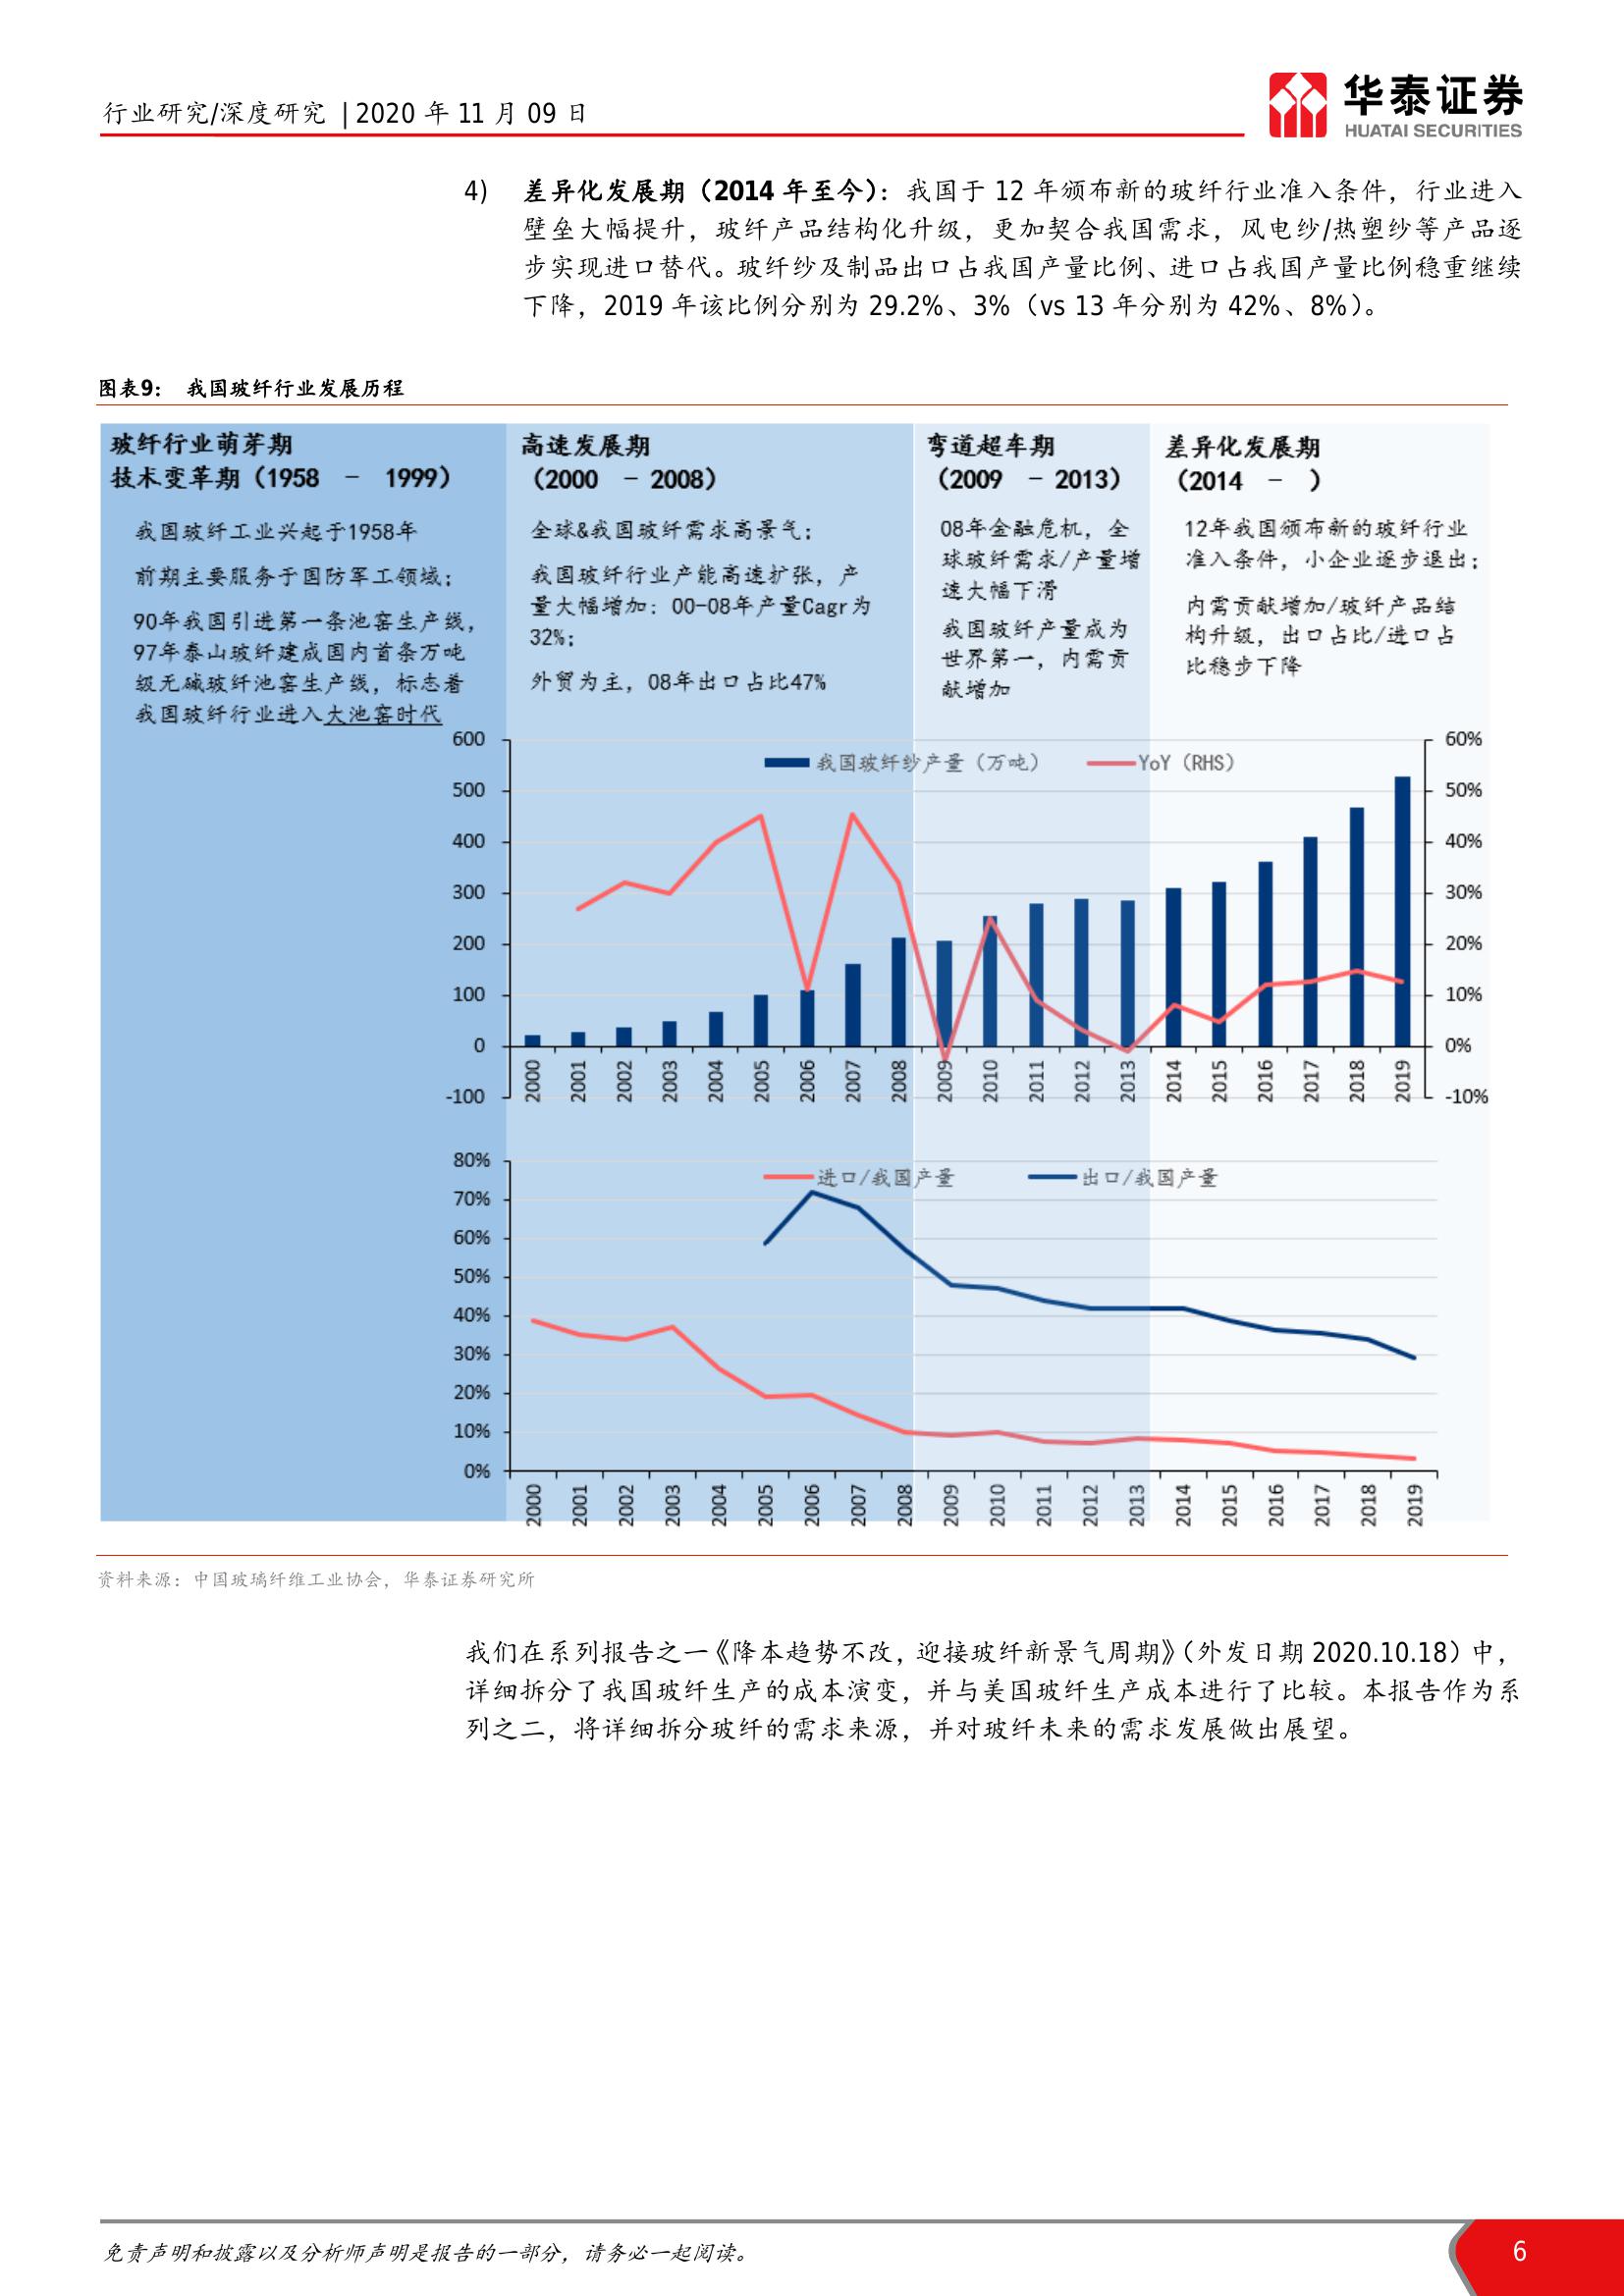 行业研究/深度研究 | 2020 年 11 月 09 日
华泰证券
HUATAI SECURITIES
4) 差异化发展期（2014 年至今）：我国于 12 年颁布新的玻纤行业准入条件，行业进入
壁垒大幅提升，玻纤产品结构化升级，更加契合我国需求，风电纱/热塑纱等产品逐
步实现进口替代。玻纤纱及制品出口占我国产量比例、进口占我国产量比例稳重继续
下降，2019 年该比例分别为 29.2%、3%（vs 13 年分别为 42%、8%）。
图表9： 我国玻纤行业发展历程
玻纤行业萌芽期
技术变革期（1958 － 1999）
我国玻纤工业兴起于1958年
前期主要服务于国防军工领域；
90年我国引进第一条池窑生产线，
97年泰山玻纤建成国内首条万吨
级无碱玻纤池窑生产线，标志着
我国玻纤行业进入大池窑时代
高速发展期
（2000 － 2008）
全球&我国玻纤需求高景气；
我国玻纤行业产能高速扩张，产
量大幅增加：00-08年产量Cagr为
32%；
外贸为主，08年出口占比47%
弯道超车期
（2009 － 2013）
08年金融危机，全
球玻纤需求/产量增
速大幅下滑
我国玻纤产量成为
世界第一，内需贡
献增加
差异化发展期
（2014 － ）
12年我国颁布新的玻纤行业
准入条件，小企业逐步退出；
内需贡献增加/玻纤产品结
构升级，出口占比/进口占
比稳步下降
我国玻纤纱产量（万吨） YoY（RHS）
600
500
400
300
200
100
0
-100
60%
50%
40%
30%
20%
10%
0%
-10%
2000 2001 2002 2003 2004 2005 2006 2007 2008 2009 2010 2011 2012 2013 2014 2015 2016 2017 2018 2019
进口/我国产量 出口/我国产量
80%
70%
60%
50%
40%
30%
20%
10%
0%
2000 2001 2002 2003 2004 2005 2006 2007 2008 2009 2010 2011 2012 2013 2014 2015 2016 2017 2018 2019
资料来源：中国玻璃纤维工业协会，华泰证券研究所
我们在系列报告之一《降本趋势不改，迎接玻纤新景气周期》（外发日期 2020.10.18）中，
详细拆分了我国玻纤生产的成本演变，并与美国玻纤生产成本进行了比较。本报告作为系
列之二，将详细拆分玻纤的需求来源，并对玻纤未来的需求发展做出展望。
免责声明和披露以及分析师声明是报告的一部分，请务必一起阅读。
6